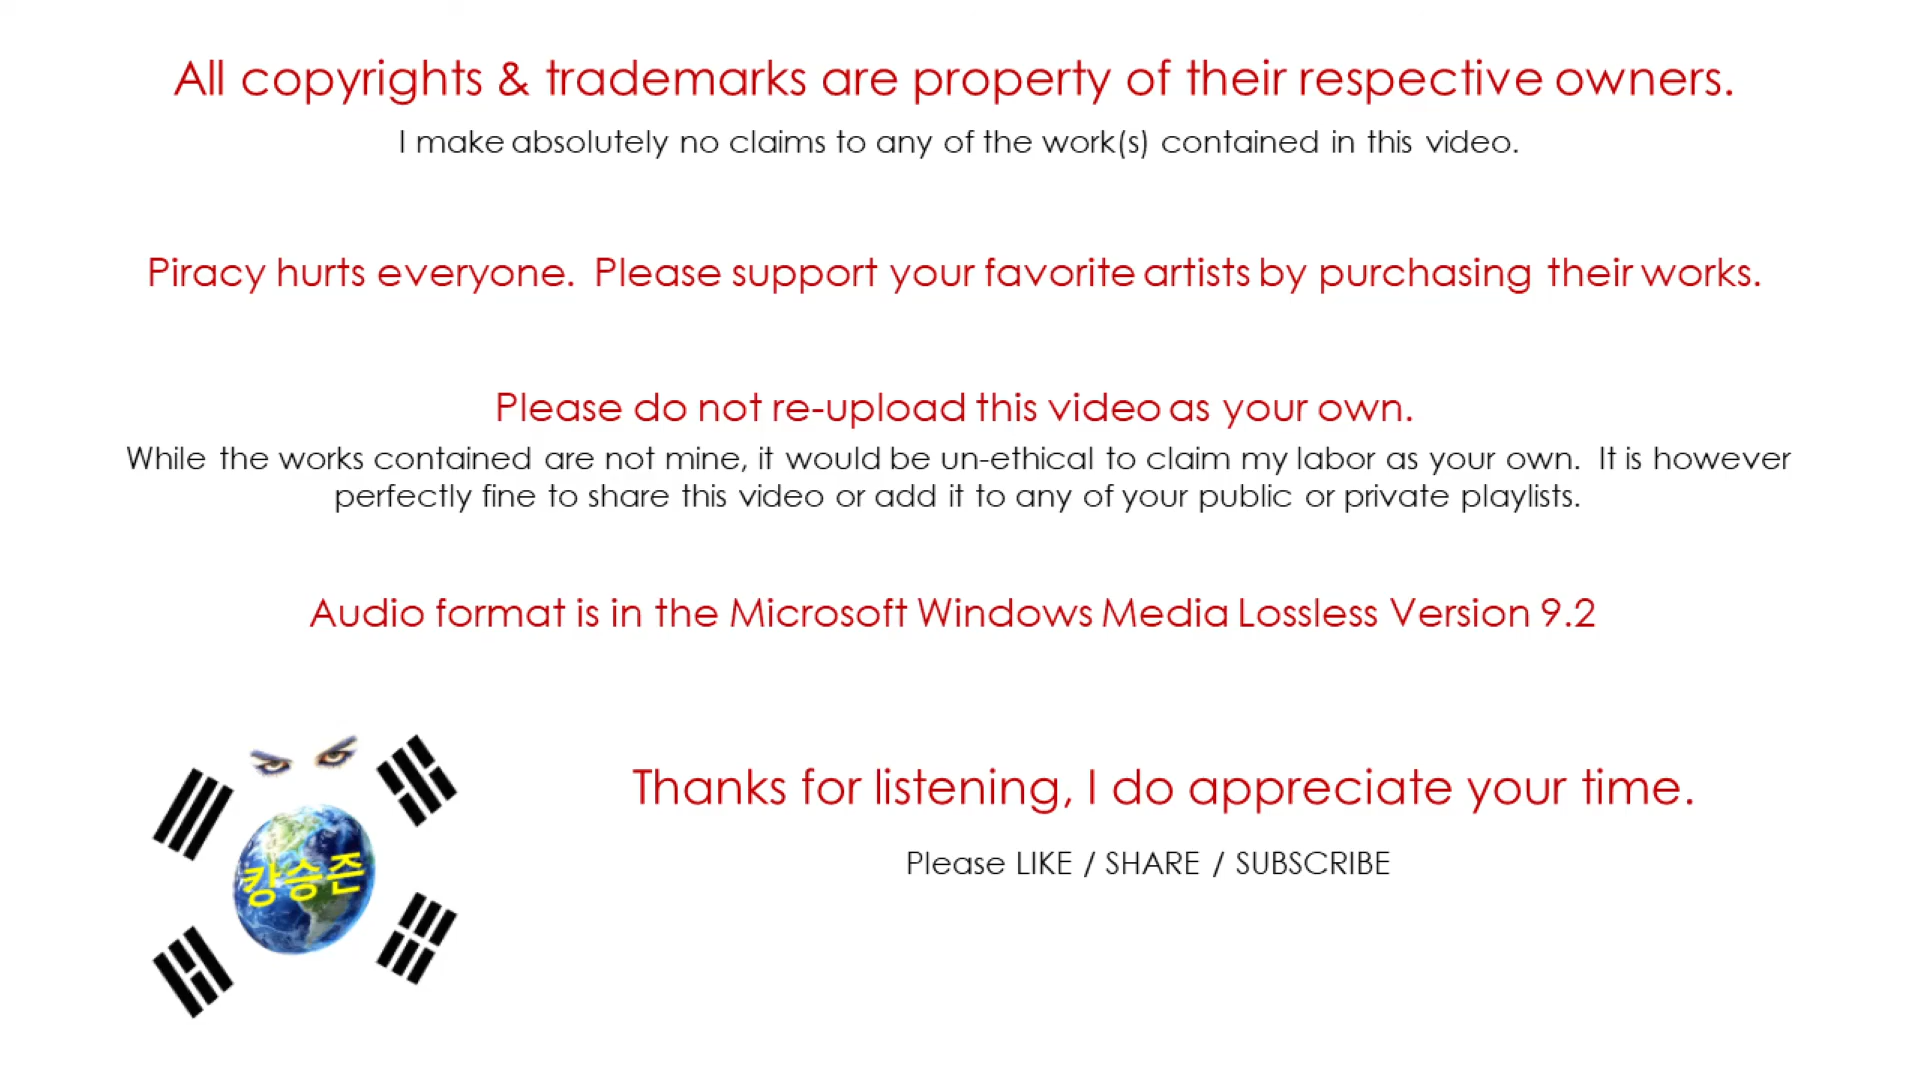 All copyrights & trademarks are property of their respective owners.
I make absolutely no claims to any of the work(s) contained in this video.
Piracy hurts everyone.  Please support your favorite artists by purchasing their works.
Please do not re-upload this video as your own.
While the works contained are not mine, it would be un-ethical to claim my labor as your own.  It is however
perfectly fine to share this video or add it to any of your public or private playlists.
Audio format is in the Microsoft Windows Media Lossless Version 9.2
Thanks for listening, I do appreciate your time.
Please LIKE / SHARE / SUBSCRIBE
캉승즌